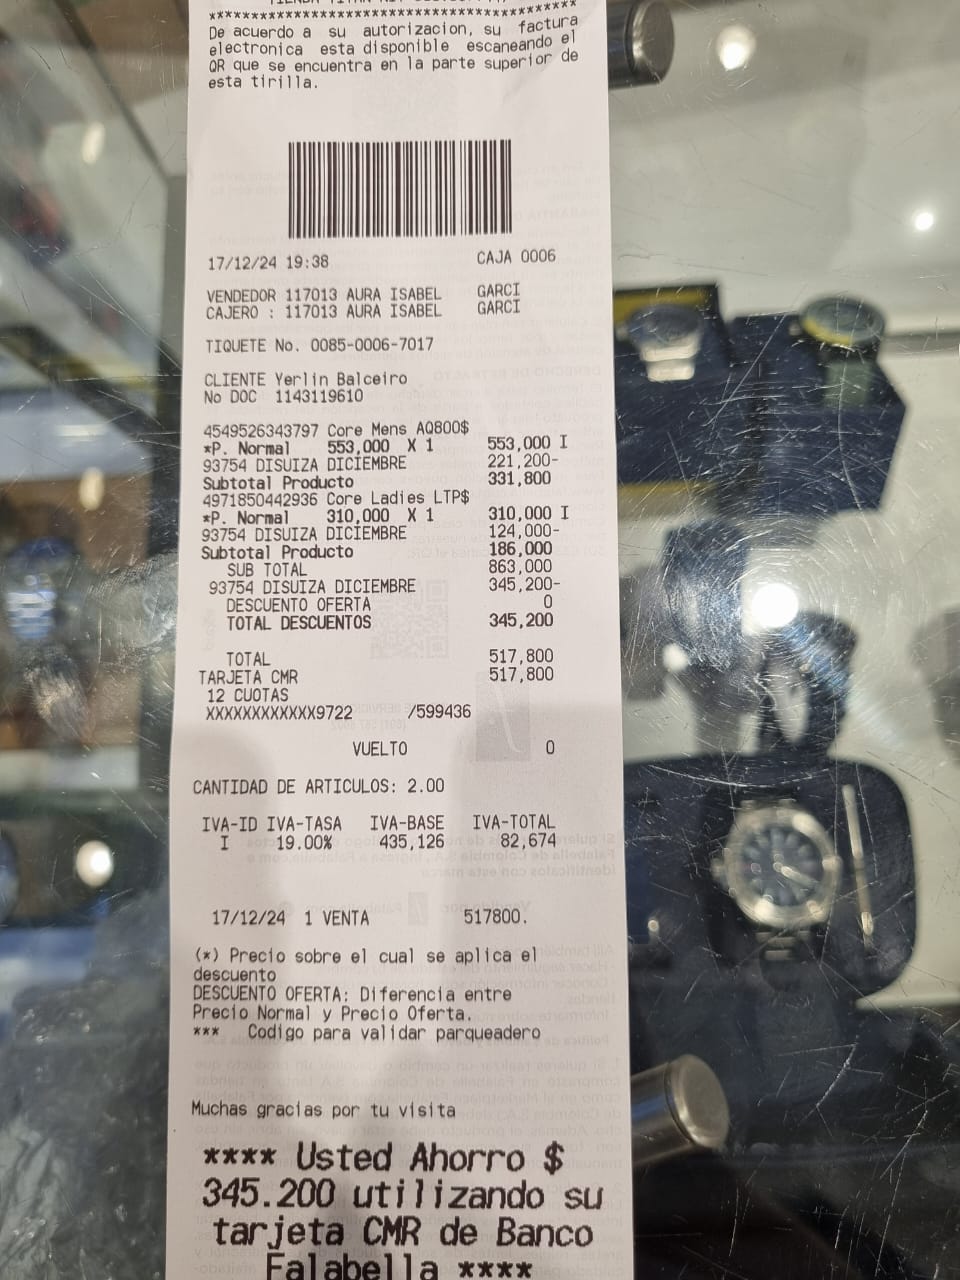 ***************************************
De acuerdo a su autorizacion, su factura
electronica esta disponible escaneando el
QR que se encuentra en la parte superior de
esta tirilla.
17/12/24 19:38 CAJA 0006
VENDEDOR 117013 AURA ISABEL GARCI
CAJERO : 117013 AURA ISABEL GARCI
TIQUETE No. 0085-0006-7017
CLIENTE Yerlin Balceiro
No DOC 1143119610
4549526343797 Core Mens AQ800$
*P. Normal 553,000 X 1 553,000 I
93754 DISUIZA DICIEMBRE 221,200-
Subtotal Producto 331,800
4971850442936 Core Ladies LTP$
*P. Normal 310,000 X 1 310,000 I
93754 DISUIZA DICIEMBRE 124,000-
Subtotal Producto 186,000
SUB TOTAL 863,000
93754 DISUIZA DICIEMBRE 345,200-
DESCUENTO OFERTA 0
TOTAL DESCUENTOS 345,200
TOTAL 517,800
TARJETA CMR 517,800
12 CUOTAS
XXXXXXXXXXXX9722 /599436
VUELTO 0
CANTIDAD DE ARTICULOS: 2.00
IVA-ID IVA-TASA IVA-BASE IVA-TOTAL
I 19.00% 435,126 82,674
17/12/24 1 VENTA 517800.
(*) Precio sobre el cual se aplica el
descuento
DESCUENTO OFERTA: Diferencia entre
Precio Normal y Precio Oferta.
*** Codigo para validar parqueadero
Muchas gracias por tu visita
**** Usted Ahorro $
345.200 utilizando su
tarjeta CMR de Banco
Falabella ****